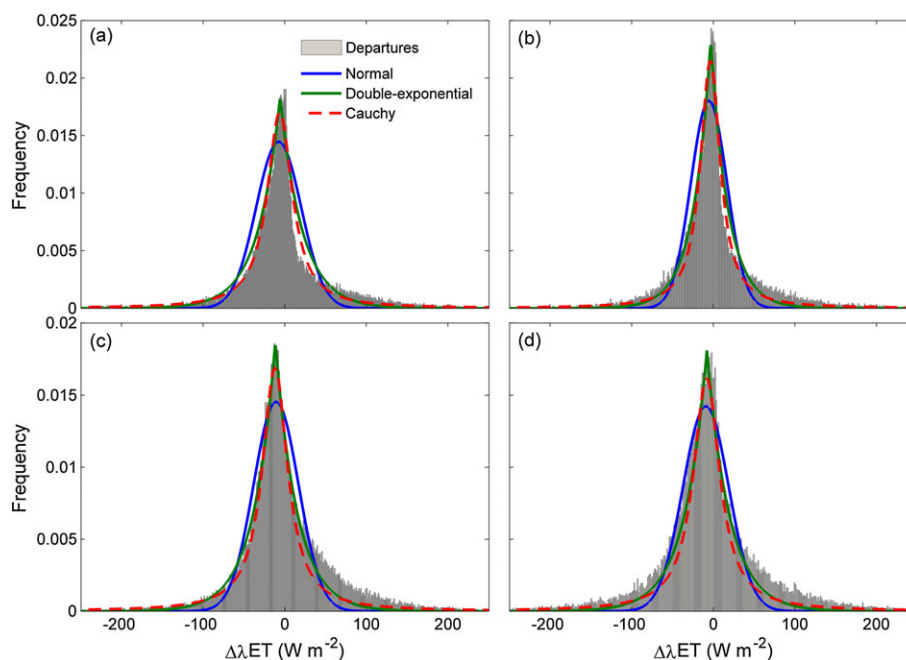 (a)
Departures
Normal
Double-exponential
Cauchy
0.025
0.02
0.015
0.01
0.005
0
Frequency
(b)
(c)
0.02
0.015
0.01
0.005
0
Frequency
-200 -100 0 100 200
ΔλET (W m⁻²)
(d)
-200 -100 0 100 200
ΔλET (W m⁻²)